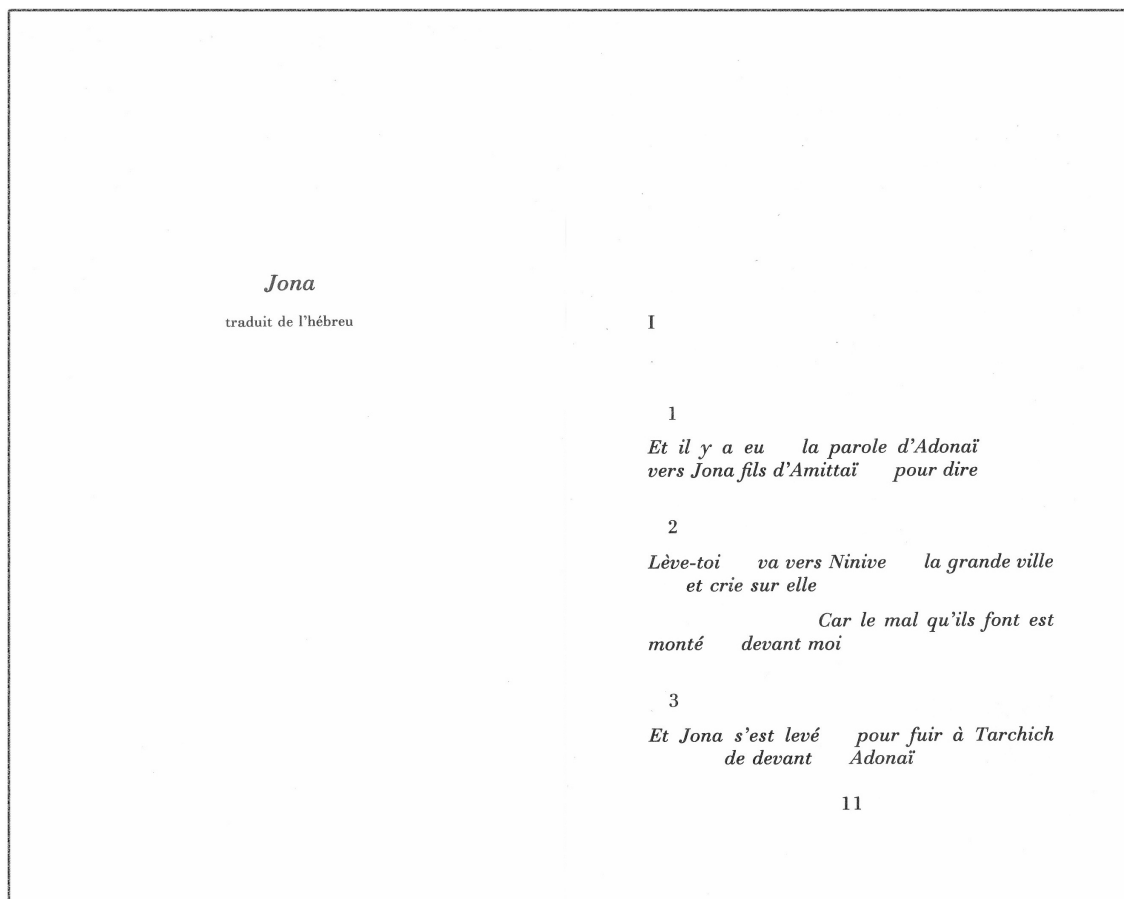 Jona
traduit de l'hébreu
I
1
Et il y a eu la parole d'Adonaï
vers Jona fils d'Amittaï pour dire
2
Lève-toi va vers Ninive la grande ville
et crie sur elle
Car le mal qu'ils font est
monté devant moi
3
Et Jona s'est levé pour fuir à Tarchich
de devant Adonaï
11